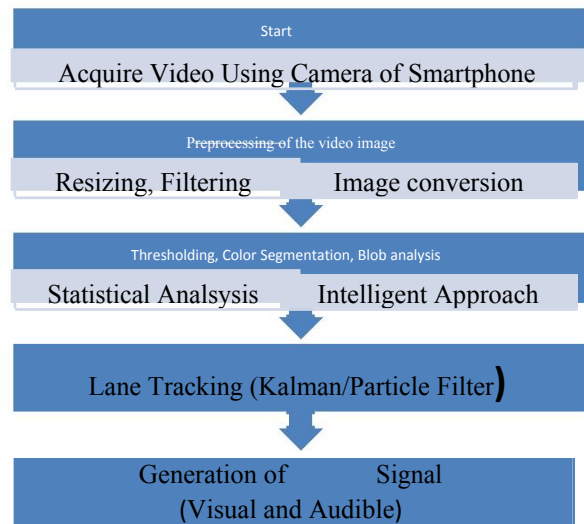 Start
Acquire Video Using Camera of Smartphone
Preprocessing of the video image
Resizing, Filtering Image conversion
Thresholding, Color Segmentation, Blob analysis
Statistical Analsysis Intelligent Approach
Lane Tracking (Kalman/Particle Filter)
Generation of Signal
(Visual and Audible)